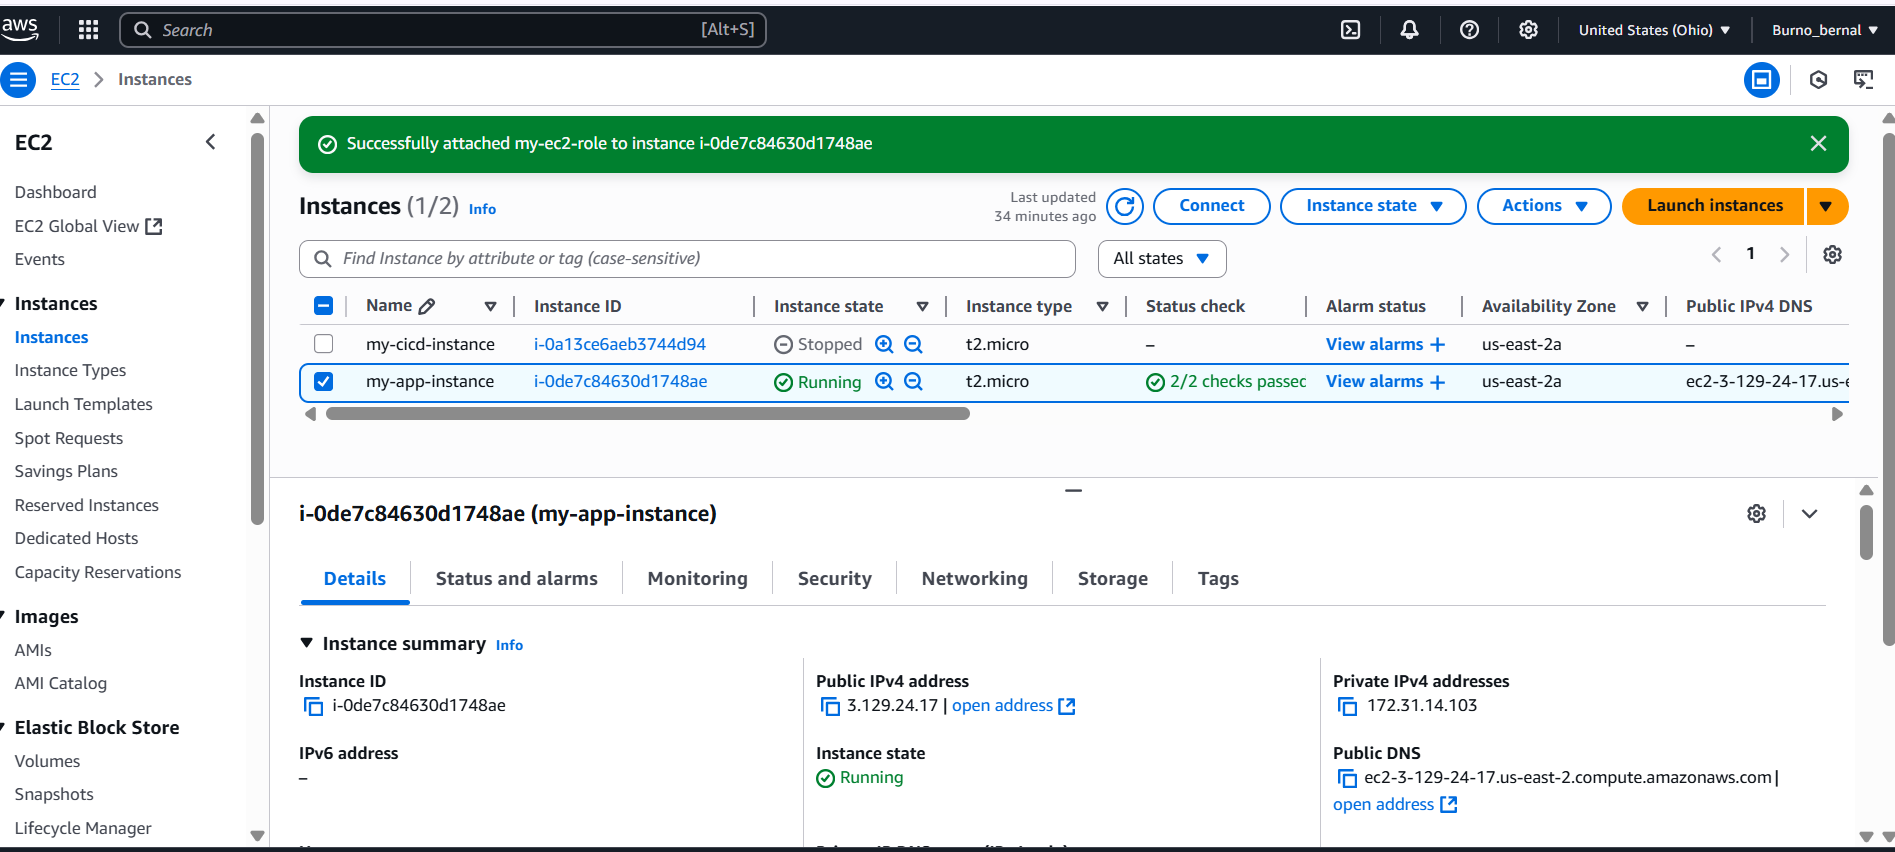 aws
Search
[Alt+S]
United States (Ohio)
Burno_bernal
EC2
Instances
EC2
Dashboard
EC2 Global View
Events
Instances
Instances
Instance Types
Launch Templates
Spot Requests
Savings Plans
Reserved Instances
Dedicated Hosts
Capacity Reservations
Images
AMIs
AMI Catalog
Elastic Block Store
Volumes
Snapshots
Lifecycle Manager
Successfully attached my-ec2-role to instance i-0de7c84630d1748ae
Instances (1/2) Info
Last updated
34 minutes ago
Connect
Instance state
Actions
Launch instances
Find Instance by attribute or tag (case-sensitive)
All states
1
Name Instance ID Instance state Instance type Status check Alarm status Availability Zone Public IPv4 DNS
my-cicd-instance i-0a13ce6aeb3744d94 Stopped t2.micro – View alarms + us-east-2a –
my-app-instance i-0de7c84630d1748ae Running t2.micro 2/2 checks passed View alarms + us-east-2a ec2-3-129-24-17.us-e
i-0de7c84630d1748ae (my-app-instance)
Details
Status and alarms
Monitoring
Security
Networking
Storage
Tags
Instance summary Info
Instance ID
i-0de7c84630d1748ae
Public IPv4 address
3.129.24.17 | open address
Private IPv4 addresses
172.31.14.103
IPv6 address
–
Instance state
Running
Public DNS
ec2-3-129-24-17.us-east-2.compute.amazonaws.com |
open address